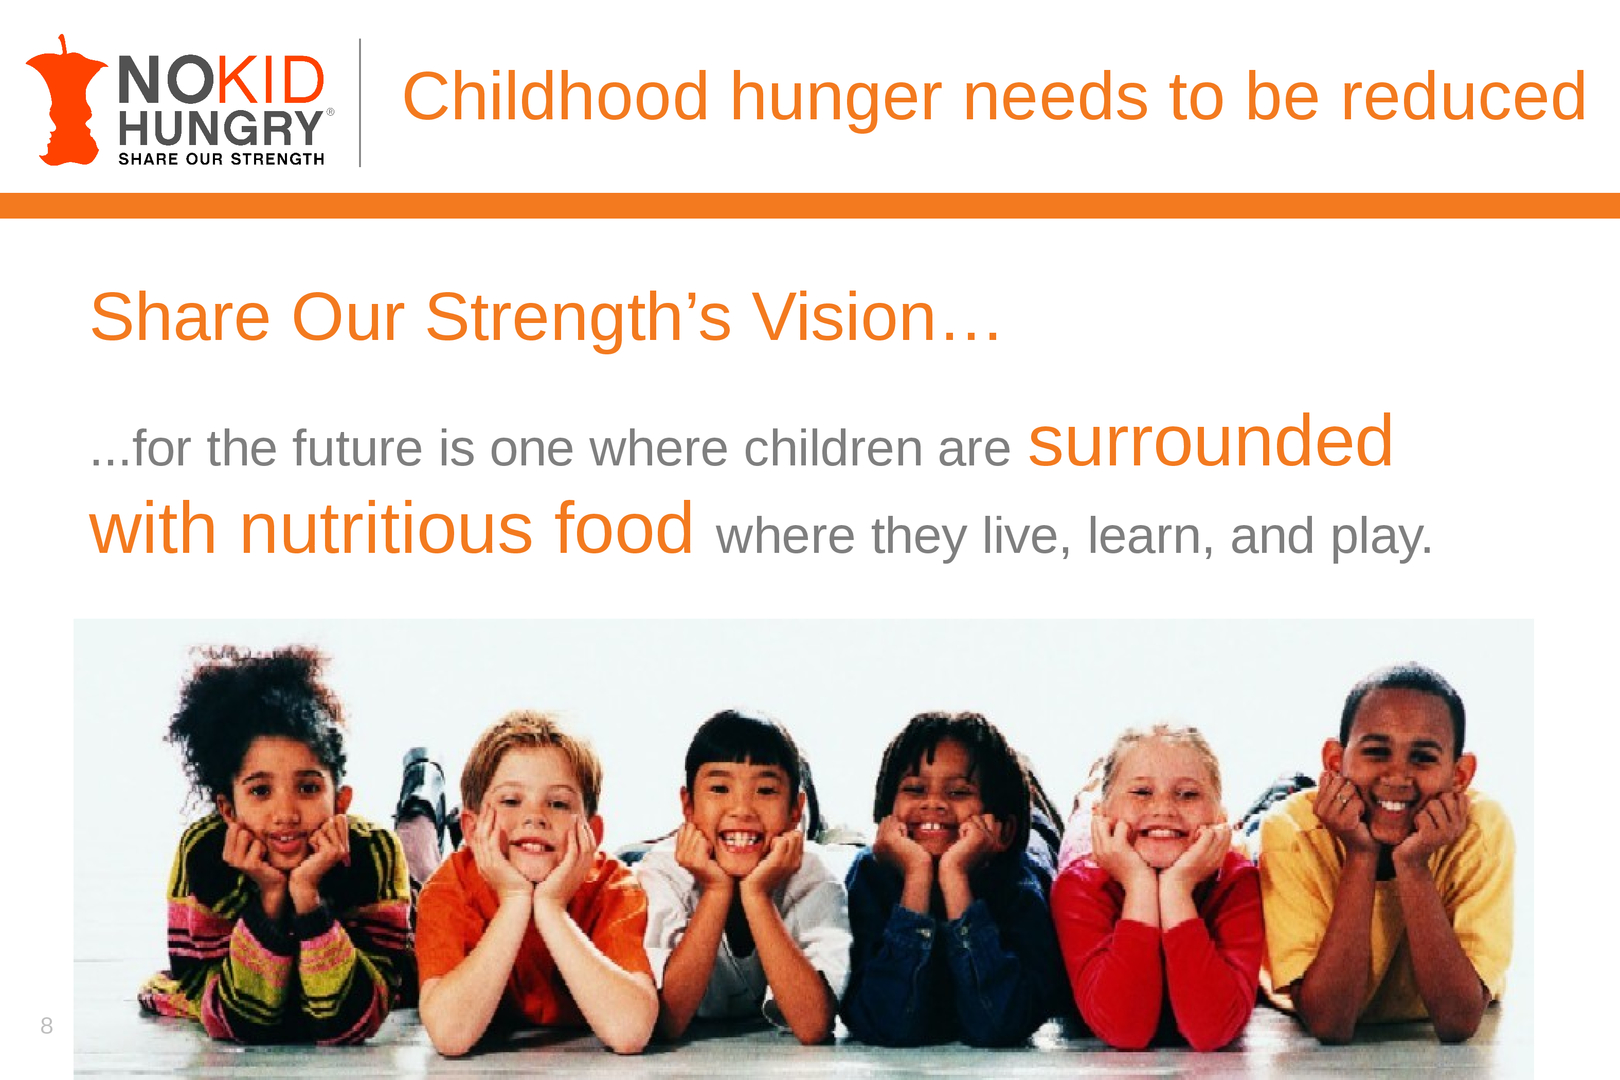 NOKID
HUNGRY®
SHARE OUR STRENGTH
Childhood hunger needs to be reduced
Share Our Strength’s Vision…
...for the future is one where children are surrounded
with nutritious food where they live, learn, and play.
8